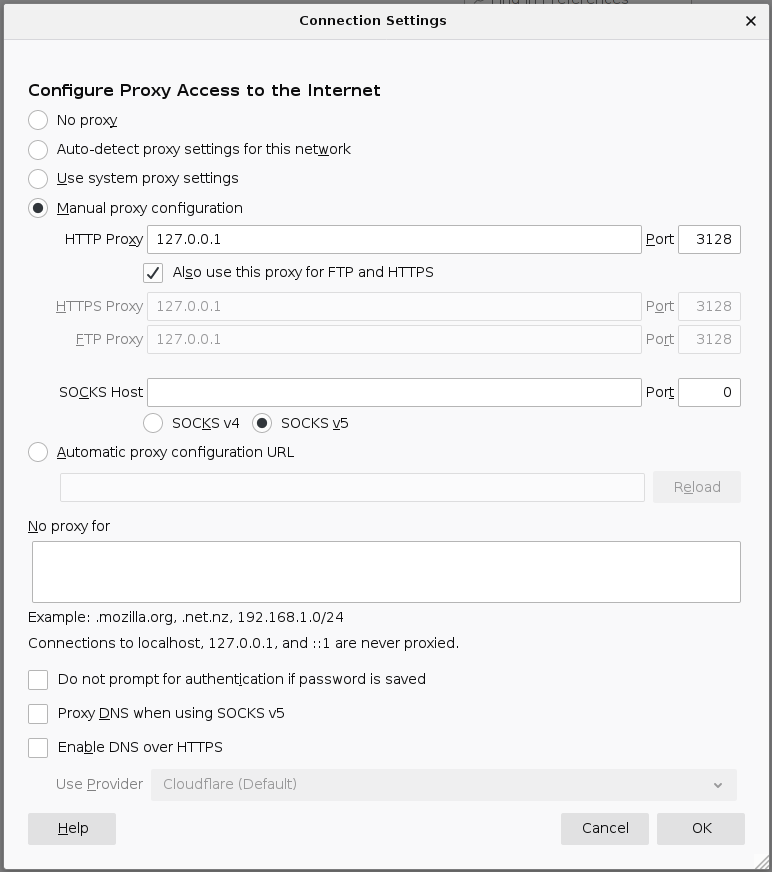 Find in Preferences
Connection Settings
Configure Proxy Access to the Internet
No proxy
Auto-detect proxy settings for this network
Use system proxy settings
Manual proxy configuration
HTTP Proxy 127.0.0.1 Port 3128
Also use this proxy for FTP and HTTPS
HTTPS Proxy 127.0.0.1 Port 3128
FTP Proxy 127.0.0.1 Port 3128
SOCKS Host Port 0
SOCKS v4 SOCKS v5
Automatic proxy configuration URL
Reload
No proxy for
Example: .mozilla.org, .net.nz, 192.168.1.0/24
Connections to localhost, 127.0.0.1, and ::1 are never proxied.
Do not prompt for authentication if password is saved
Proxy DNS when using SOCKS v5
Enable DNS over HTTPS
Use Provider Cloudflare (Default)
Help Cancel OK